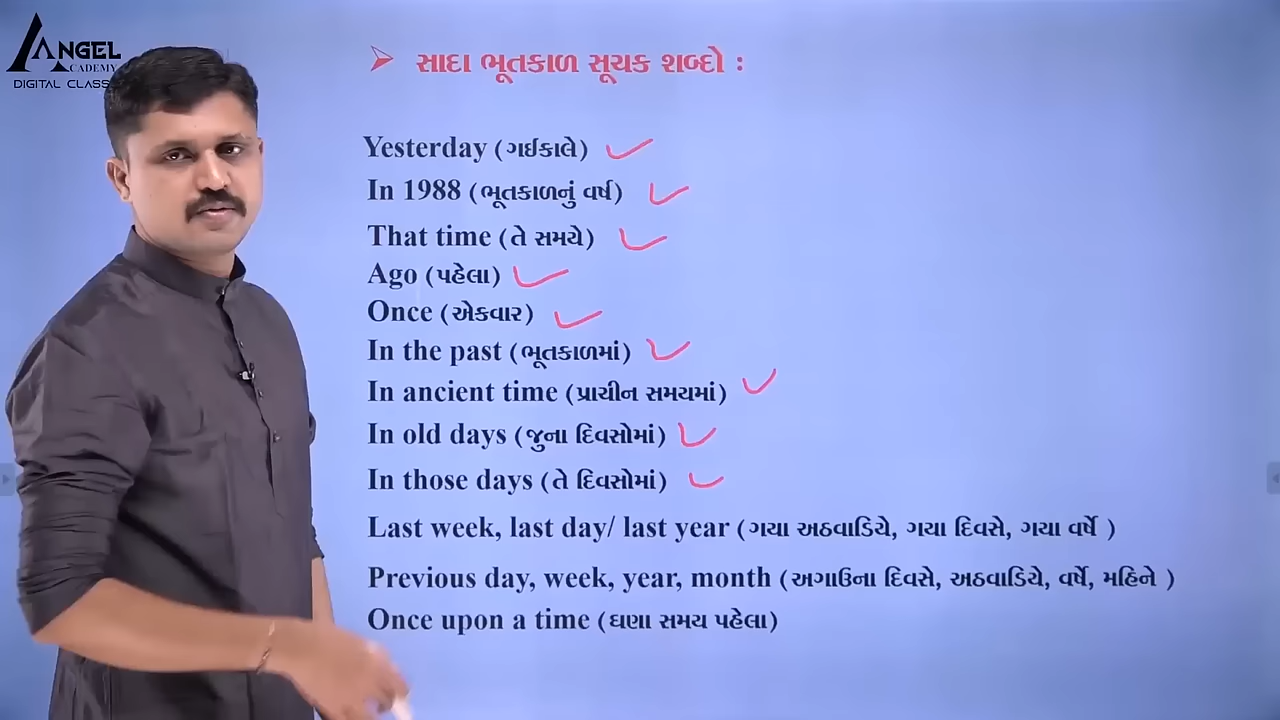 ANGEL
ACADEMY
DIGITAL CLASS
➢ સાદા ભૂતકાળ સૂચક શબ્દો :
Yesterday (ગઈકાલે)
In 1988 (ભૂતકાળનું વર્ષ)
That time (તે સમયે)
Ago (પહેલા)
Once (એકવાર)
In the past (ભૂતકાળમાં)
In ancient time (પ્રાચીન સમયમાં)
In old days (જુના દિવસોમાં)
In those days (તે દિવસોમાં)
Last week, last day/ last year (ગયા અઠવાડિયે, ગયા દિવસે, ગયા વર્ષે )
Previous day, week, year, month (અગાઉના દિવસે, અઠવાડિયે, વર્ષે, મહિને )
Once upon a time (ઘણા સમય પહેલા)